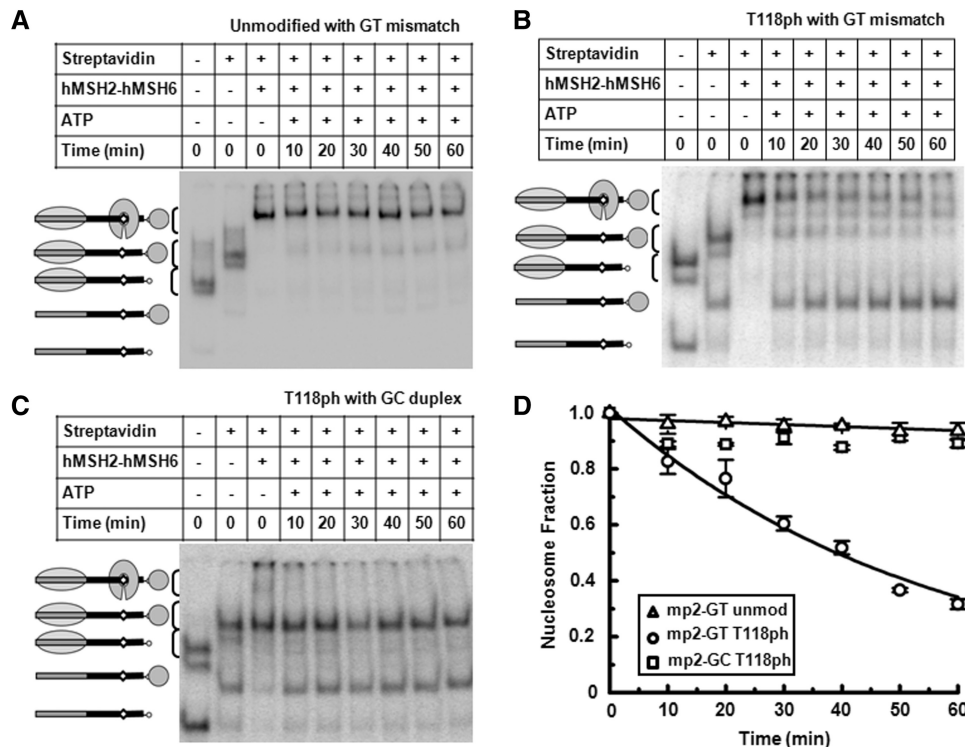 A
Unmodified with GT mismatch
Streptavidin - + + + + + + + +
hMSH2-hMSH6 - - + + + + + + +
ATP - - - + + + + + +
Time (min) 0 0 0 10 20 30 40 50 60
B
T118ph with GT mismatch
Streptavidin - + + + + + + + +
hMSH2-hMSH6 - - + + + + + + +
ATP - - - + + + + + +
Time (min) 0 0 0 10 20 30 40 50 60
C
T118ph with GC duplex
Streptavidin - + + + + + + + +
hMSH2-hMSH6 - - + + + + + + +
ATP - - - + + + + + +
Time (min) 0 0 0 10 20 30 40 50 60
D
Nucleosome Fraction
1.0
0.8
0.6
0.4
0.2
0
mp2-GT unmod
mp2-GT T118ph
mp2-GC T118ph
0 10 20 30 40 50 60
Time (min)